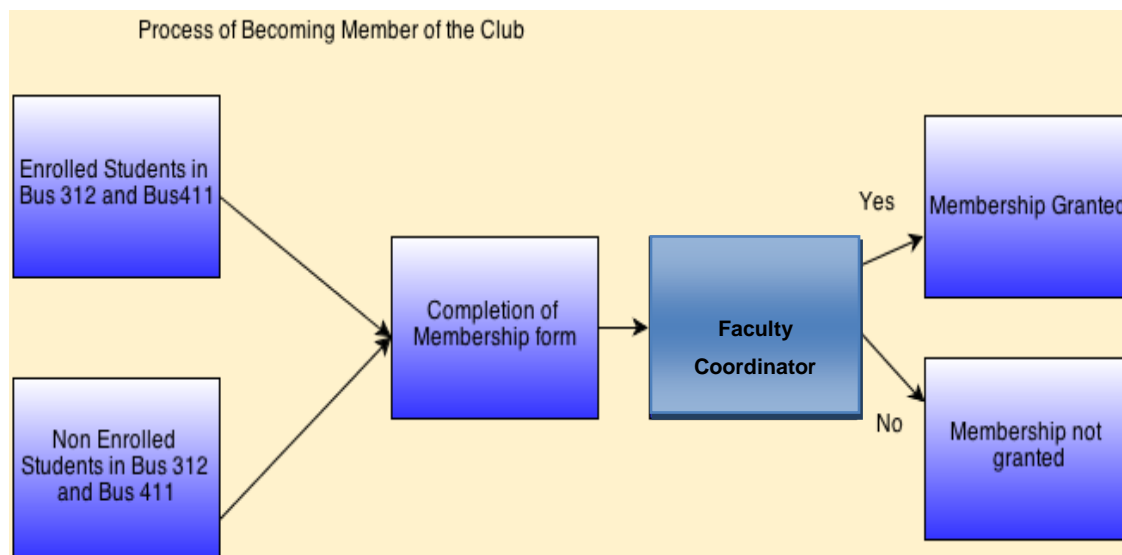 Process of Becoming Member of the Club
Enrolled Students in
Bus 312 and Bus411
Non Enrolled
Students in Bus 312
and Bus 411
Completion of
Membership form
Faculty
Coordinator
Yes
Membership Granted
No
Membership not
granted